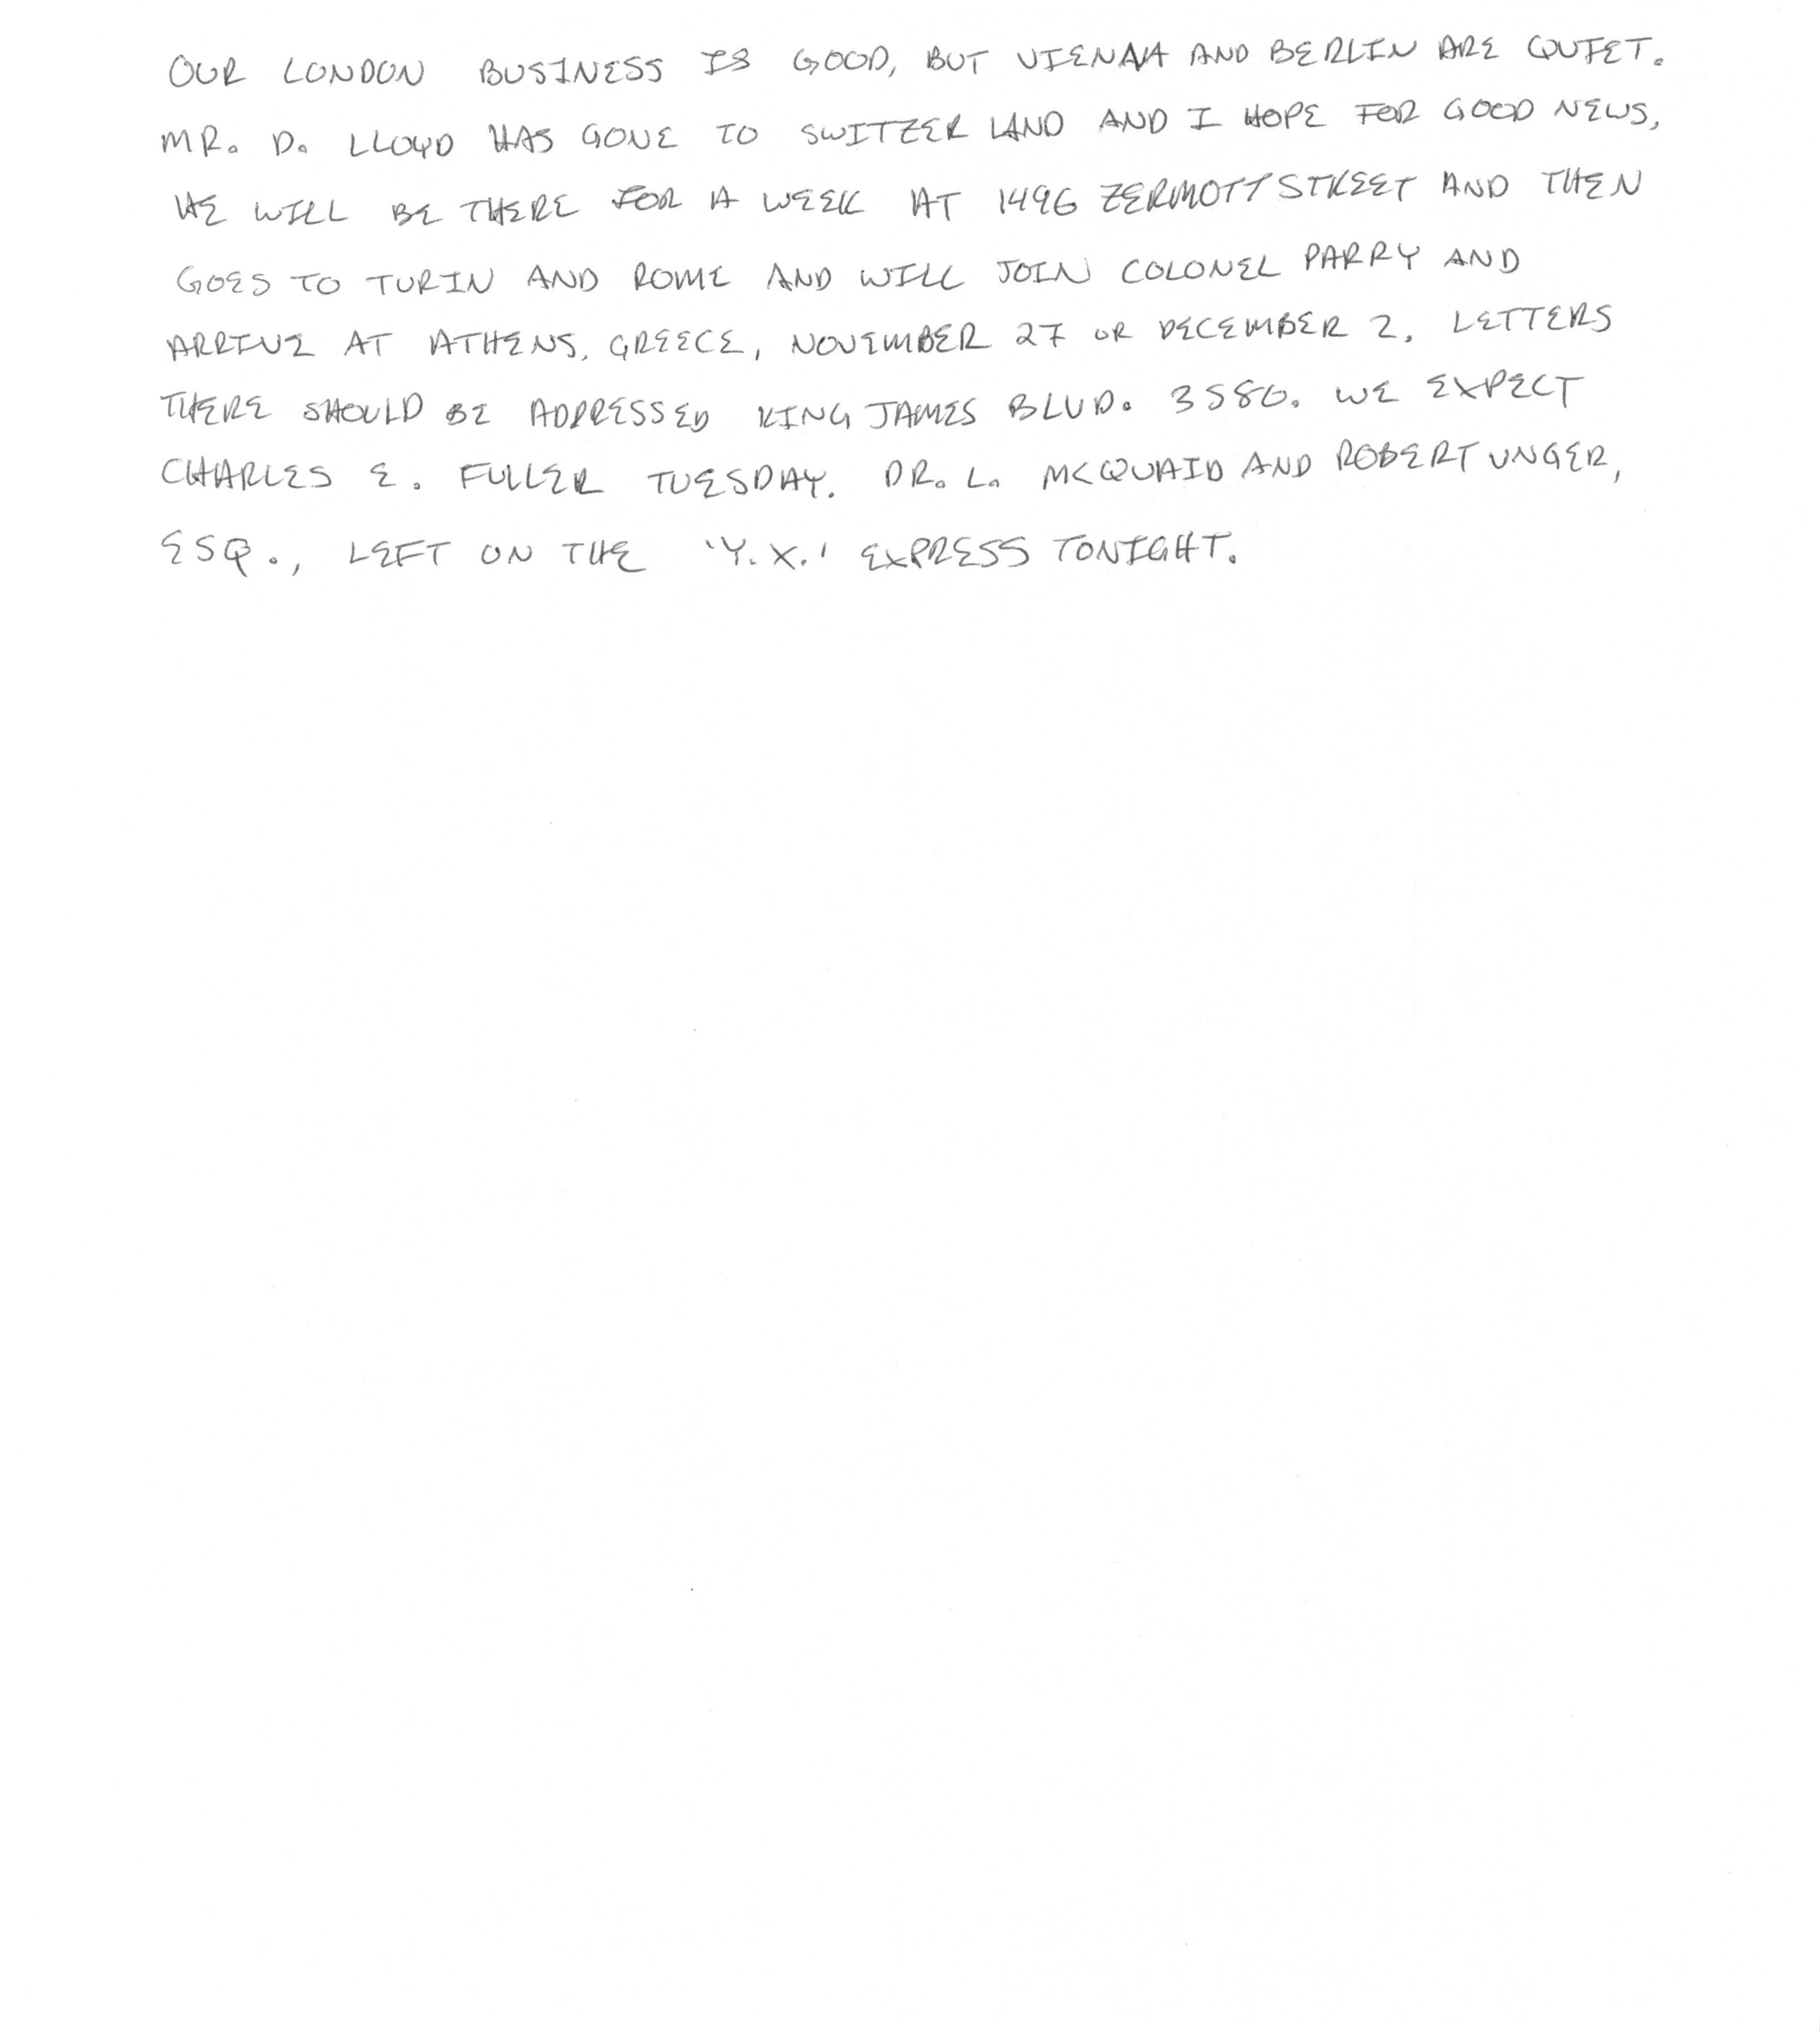 OUR LONDON BUSINESS IS GOOD, BUT VIENNA AND BERLIN ARE QUIET.
MR. D. LLOYD HAS GONE TO SWITZERLAND AND I HOPE FOR GOOD NEWS,
HE WILL BE THERE FOR A WEEK AT 1496 ZERMOTT STREET AND THEN
GOES TO TURIN AND ROME AND WILL JOIN COLONEL PARRY AND
ARRIVE AT ATHENS, GREECE, NOVEMBER 27 OR DECEMBER 2. LETTERS
THERE SHOULD BE ADDRESSED KING JAMES BLVD. 3580. WE EXPECT
CHARLES E. FULLER TUESDAY. DR. L. MCQUAID AND ROBERT UNGER,
ESQ., LEFT ON THE 'Y.X.' EXPRESS TONIGHT.